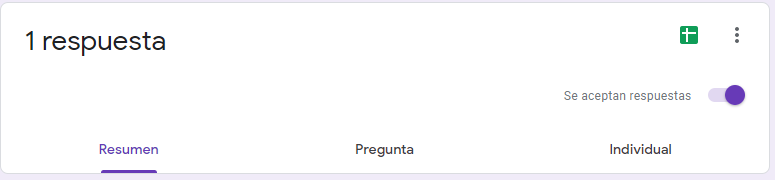 1 respuesta
Se aceptan respuestas
Resumen
Pregunta
Individual